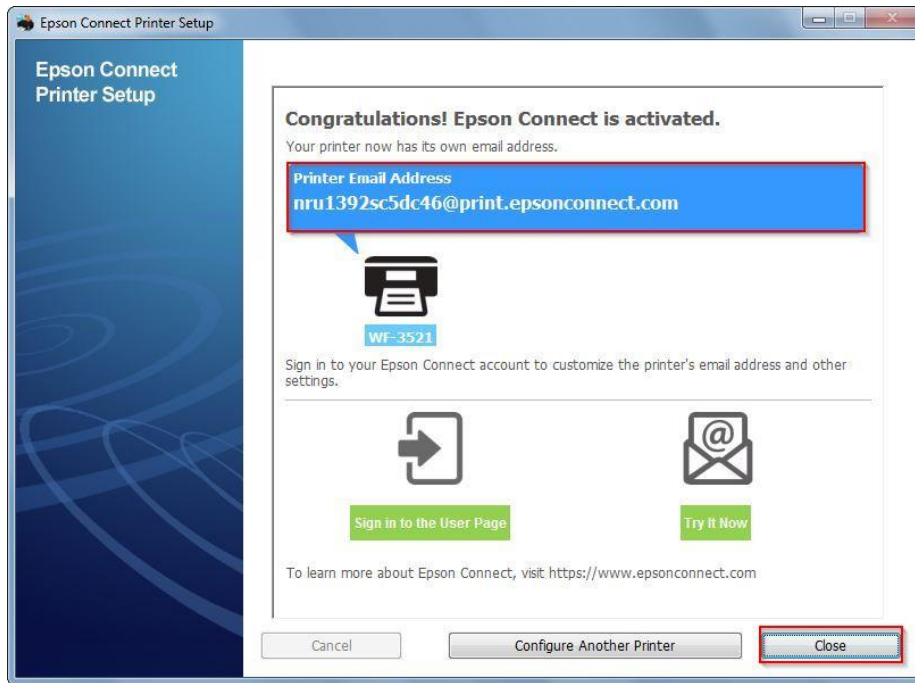 Epson Connect Printer Setup
Epson Connect
Printer Setup
Congratulations! Epson Connect is activated.
Your printer now has its own email address.
Printer Email Address
nru1392sc5dc46@print.epsonconnect.com
WF-3521
Sign in to your Epson Connect account to customize the printer's email address and other
settings.
@
Sign in to the User Page
Try It Now
To learn more about Epson Connect, visit https://www.epsonconnect.com
Cancel
Configure Another Printer
Close